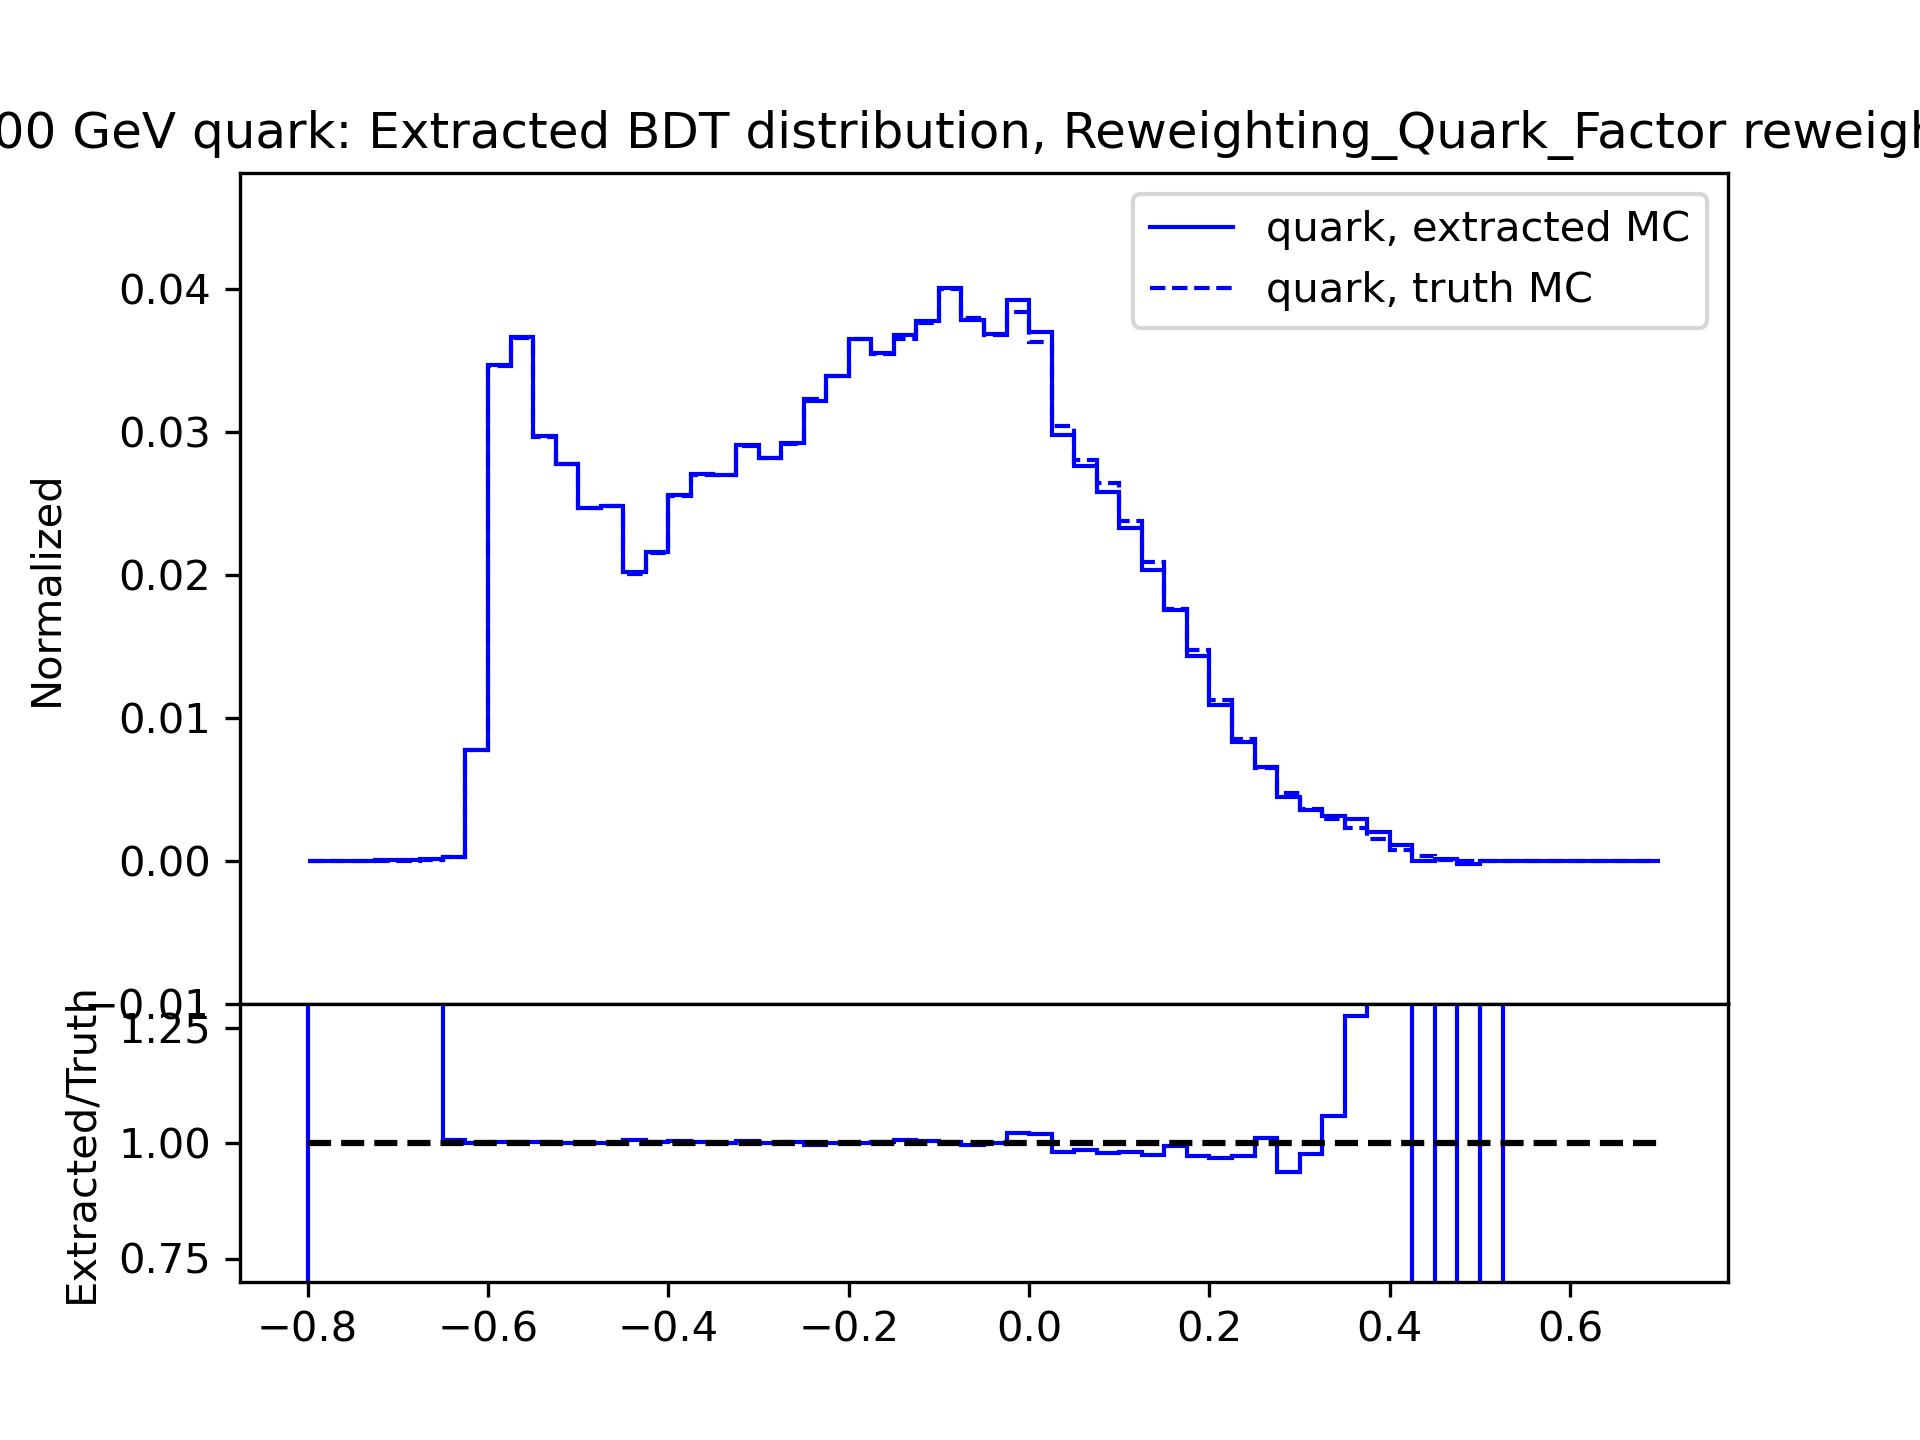 00 GeV quark: Extracted BDT distribution, Reweighting_Quark_Factor reweigh
quark, extracted MC
quark, truth MC
Normalized
0.04
0.03
0.02
0.01
0.00
−0.01
Extracted/Truth
1.25
1.00
0.75
−0.8 −0.6 −0.4 −0.2 0.0 0.2 0.4 0.6